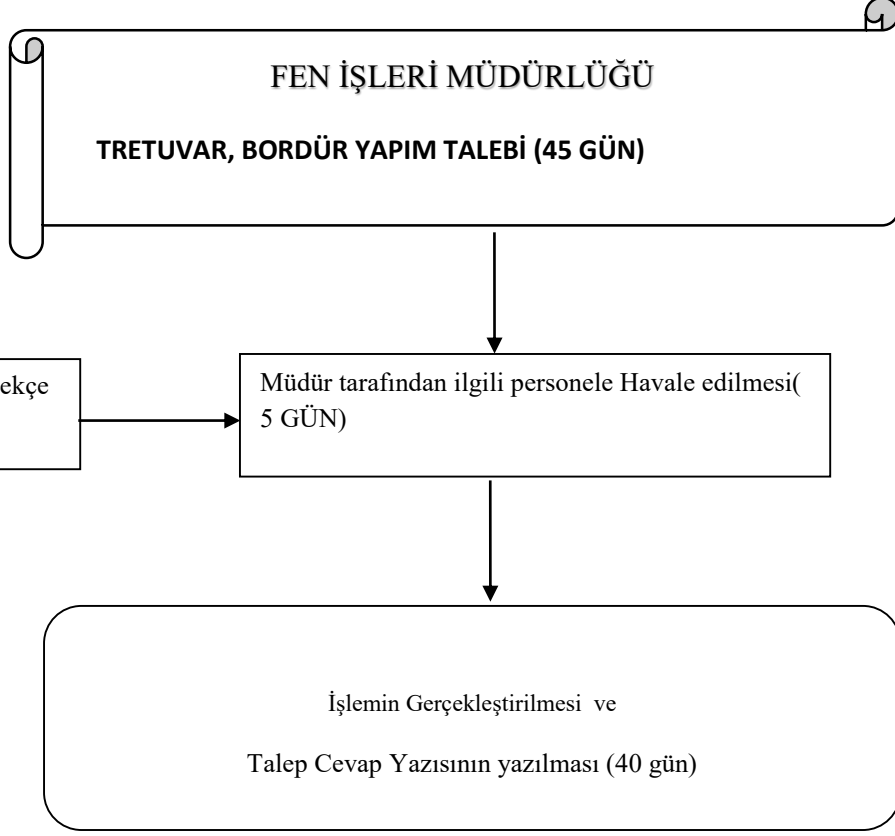 FEN İŞLERİ MÜDÜRLÜĞÜ
TRETUVAR, BORDÜR YAPIM TALEBİ (45 GÜN)
Müdür tarafından ilgili personele Havale edilmesi(
5 GÜN)
İşlemin Gerçekleştirilmesi ve
Talep Cevap Yazısının yazılması (40 gün)